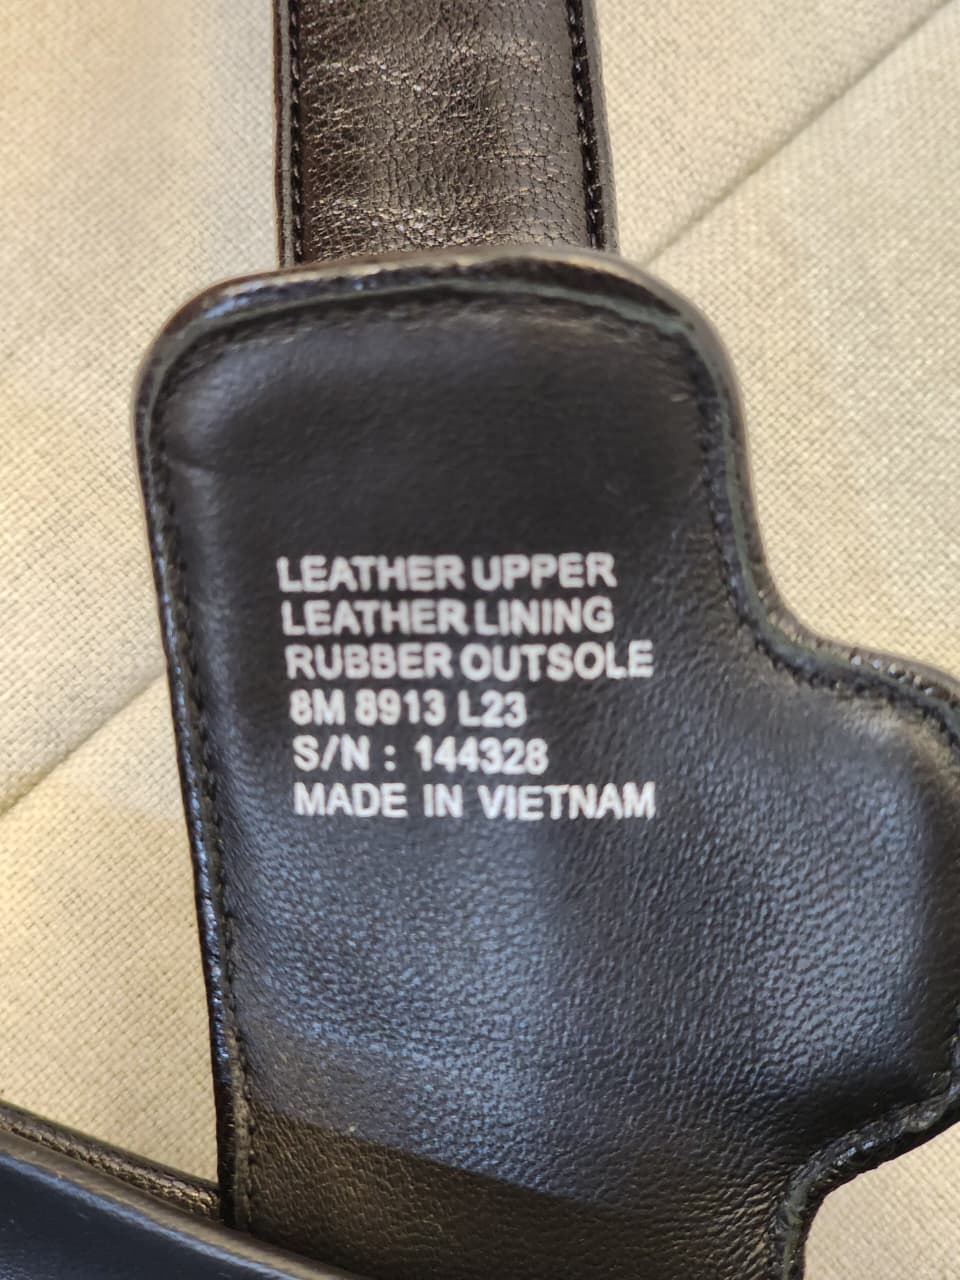 LEATHER UPPER
LEATHER LINING
RUBBER OUTSOLE
8M 8913 L23
S/N : 144328
MADE IN VIETNAM